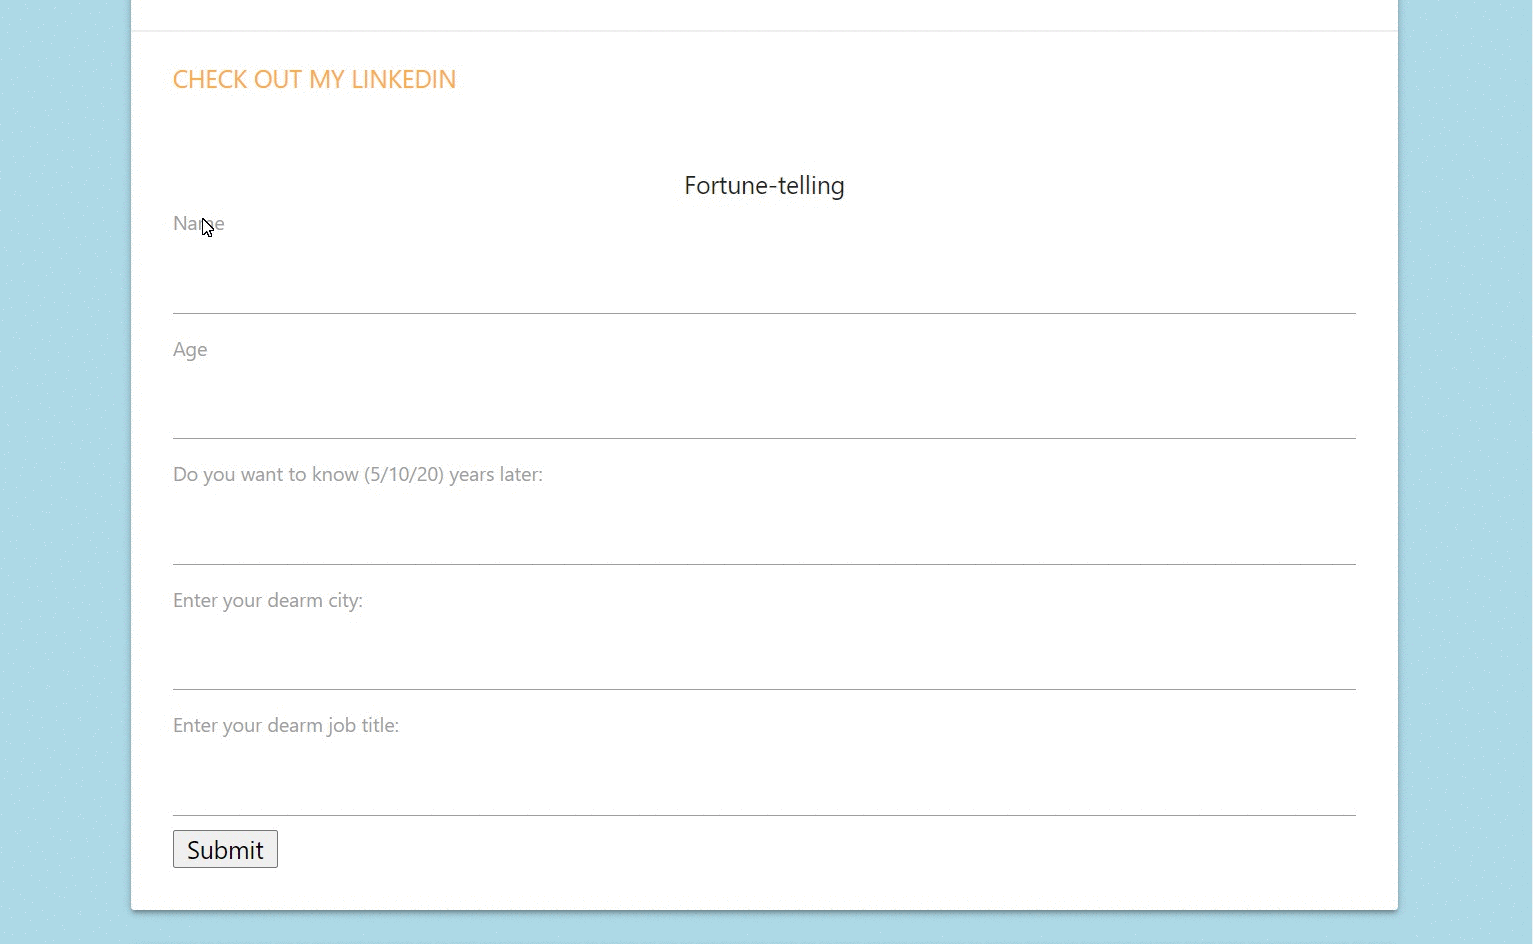 CHECK OUT MY LINKEDIN
Fortune-telling
Name
Age
Do you want to know (5/10/20) years later:
Enter your dearm city:
Enter your dearm job title:
Submit